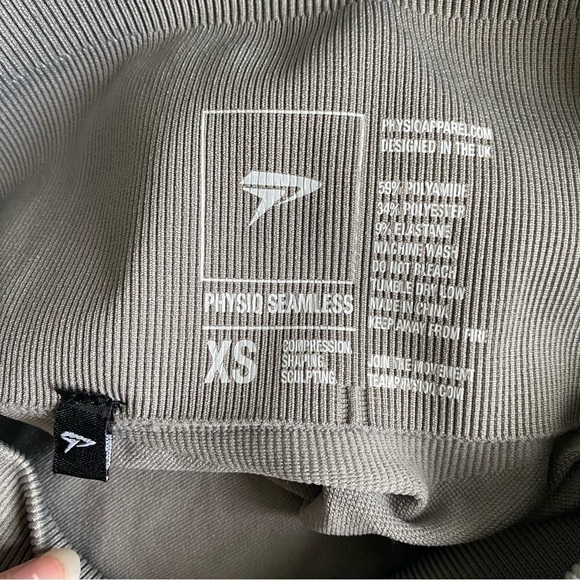 PHYSIQ SEAMLESS
XS
COMPRESSION.
SHAPING.
SCULPTING.
PHYSIQAPPAREL.COM
DESIGNED IN THE UK
59% POLYAMIDE
34% POLYESTER
9% ELASTANE
MACHINE WASH
DO NOT BLEACH
TUMBLE DRY LOW
MADE IN CHINA
KEEP AWAY FROM FIRE
JOIN THE MOVEMENT